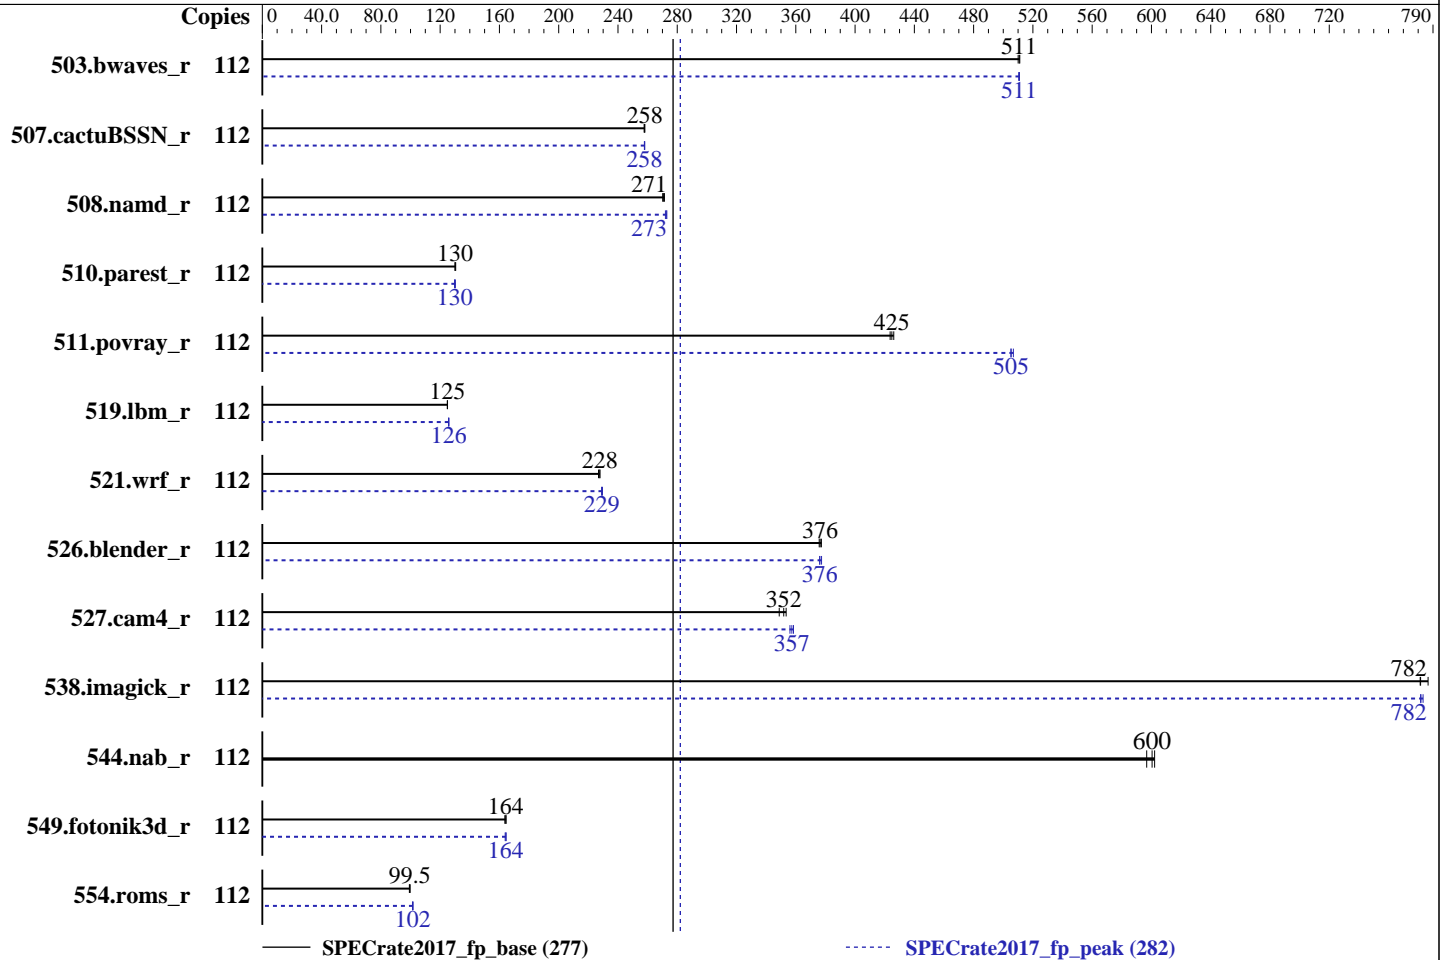 Copies 0 40.0 80.0 120 160 200 240 280 320 360 400 440 480 520 560 600 640 680 720 790
503.bwaves_r 112 511
511
507.cactuBSSN_r 112 258
258
508.namd_r 112 271
273
510.parest_r 112 130
130
511.povray_r 112 425
505
519.lbm_r 112 125
126
521.wrf_r 112 228
229
526.blender_r 112 376
376
527.cam4_r 112 352
357
538.imagick_r 112 782
782
544.nab_r 112 600
549.fotonik3d_r 112 164
164
554.roms_r 112 99.5
102
SPECrate2017_fp_base (277) SPECrate2017_fp_peak (282)